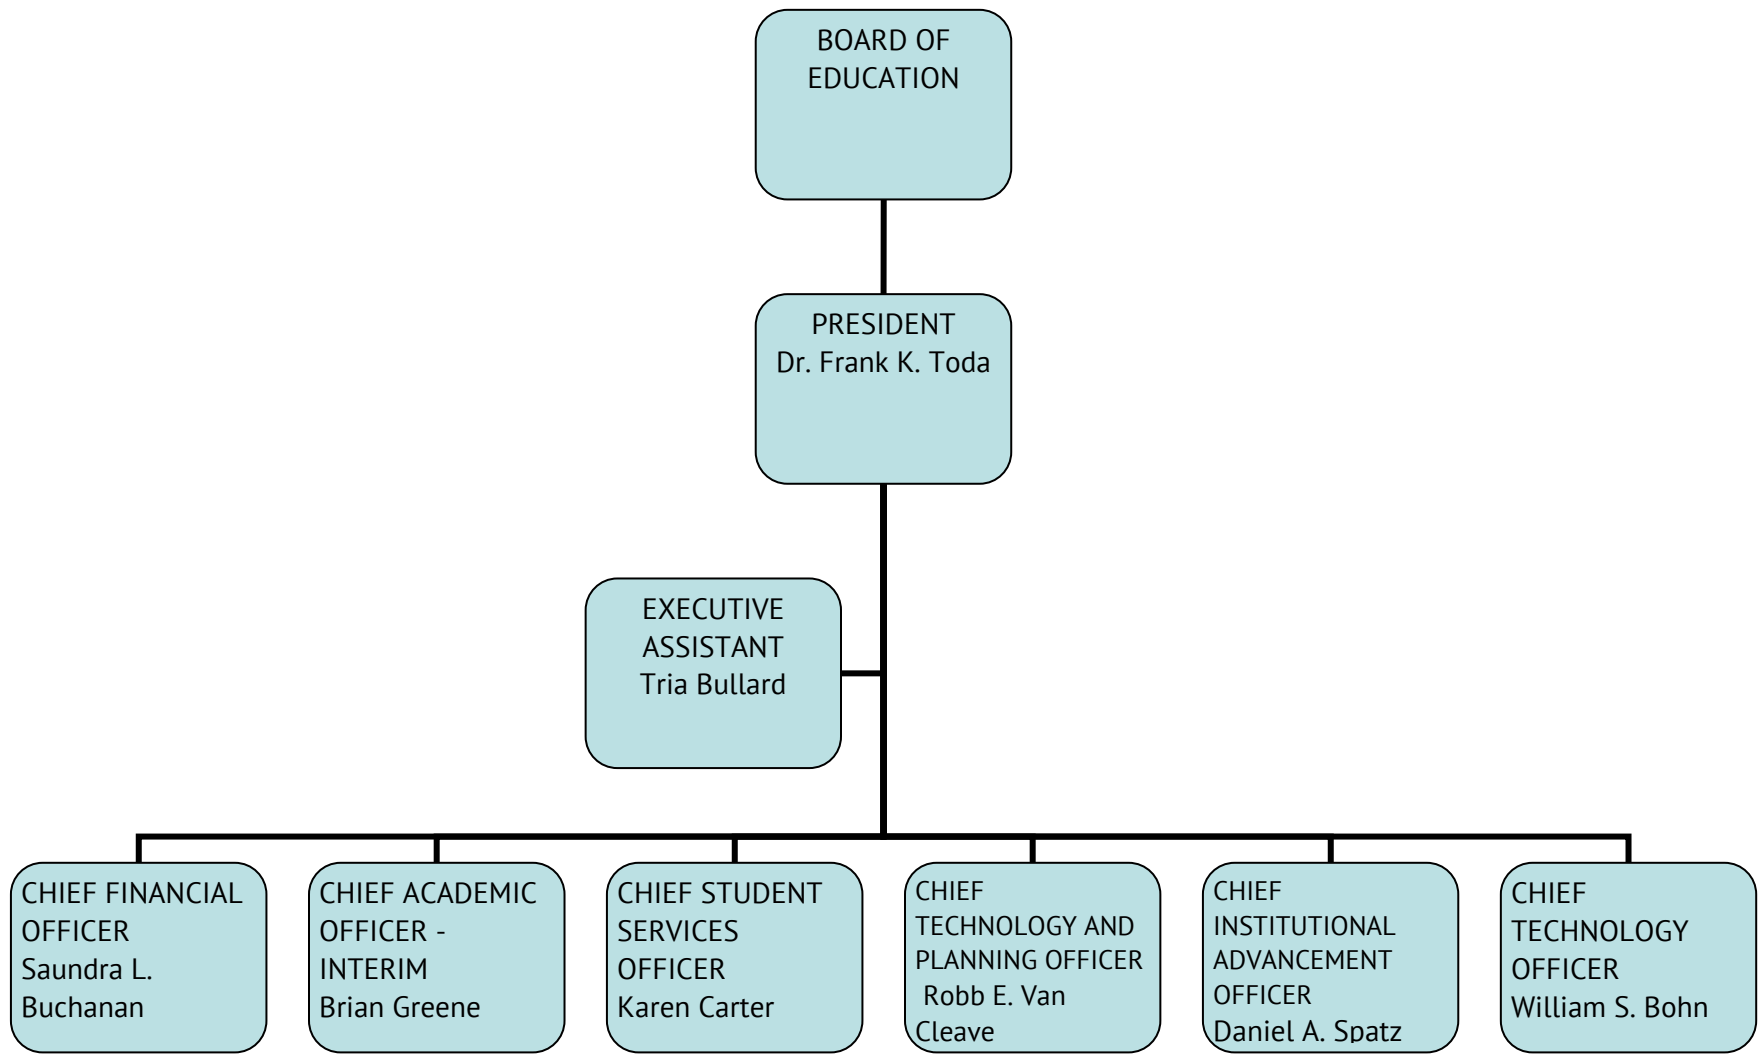 BOARD OF
EDUCATION
PRESIDENT
Dr. Frank K. Toda
EXECUTIVE
ASSISTANT
Tria Bullard
CHIEF FINANCIAL
OFFICER
Saundra L.
Buchanan
CHIEF ACADEMIC
OFFICER -
INTERIM
Brian Greene
CHIEF STUDENT
SERVICES
OFFICER
Karen Carter
CHIEF
TECHNOLOGY AND
PLANNING OFFICER
Robb E. Van
Cleave
CHIEF
INSTITUTIONAL
ADVANCEMENT
OFFICER
Daniel A. Spatz
CHIEF
TECHNOLOGY
OFFICER
William S. Bohn